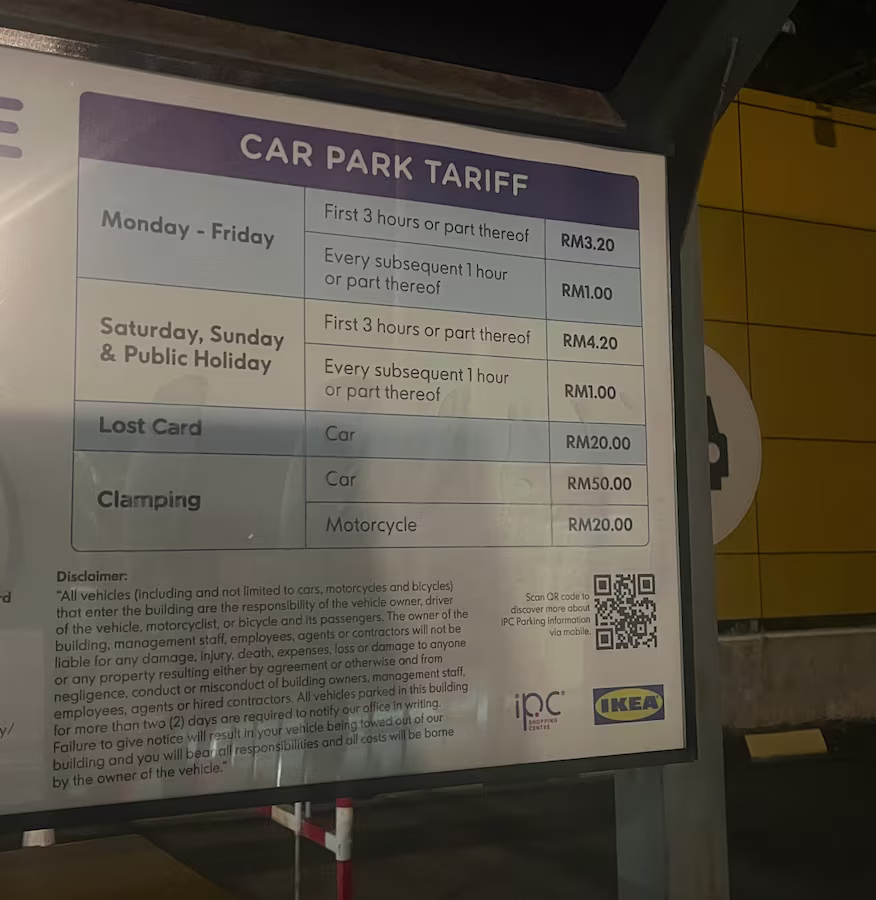 CAR PARK TARIFF
Monday - Friday
First 3 hours or part thereof
RM3.20
Every subsequent 1 hour
or part thereof
RM1.00
Saturday, Sunday
& Public Holiday
First 3 hours or part thereof
RM4.20
Every subsequent 1 hour
or part thereof
RM1.00
Lost Card
Car
RM20.00
Clamping
Car
RM50.00
Motorcycle
RM20.00
Disclaimer:
"All vehicles (including and not limited to cars, motorcycles and bicycles)
that enter the building are the responsibility of the vehicle owner, driver
of the vehicle, motorcyclist, or bicycle and its passengers. The owner of the
building, management staff, employees, agents or contractors will not be
liable for any damage, injury, death, expenses, loss or damage to anyone
or any property resulting either by agreement or otherwise and from
negligence, conduct or misconduct of building owners, management staff,
employees, agents or hired contractors. All vehicles parked in this building
for more than two (2) days are required to notify our office in writing.
Failure to give notice will result in your vehicle being towed out of our
building and you will bear all responsibilities and all costs will be borne
by the owner of the vehicle."
Scan QR code to
discover more about
IPC Parking Information
via mobile.
ipc
SHOPPING
CENTRE
IKEA